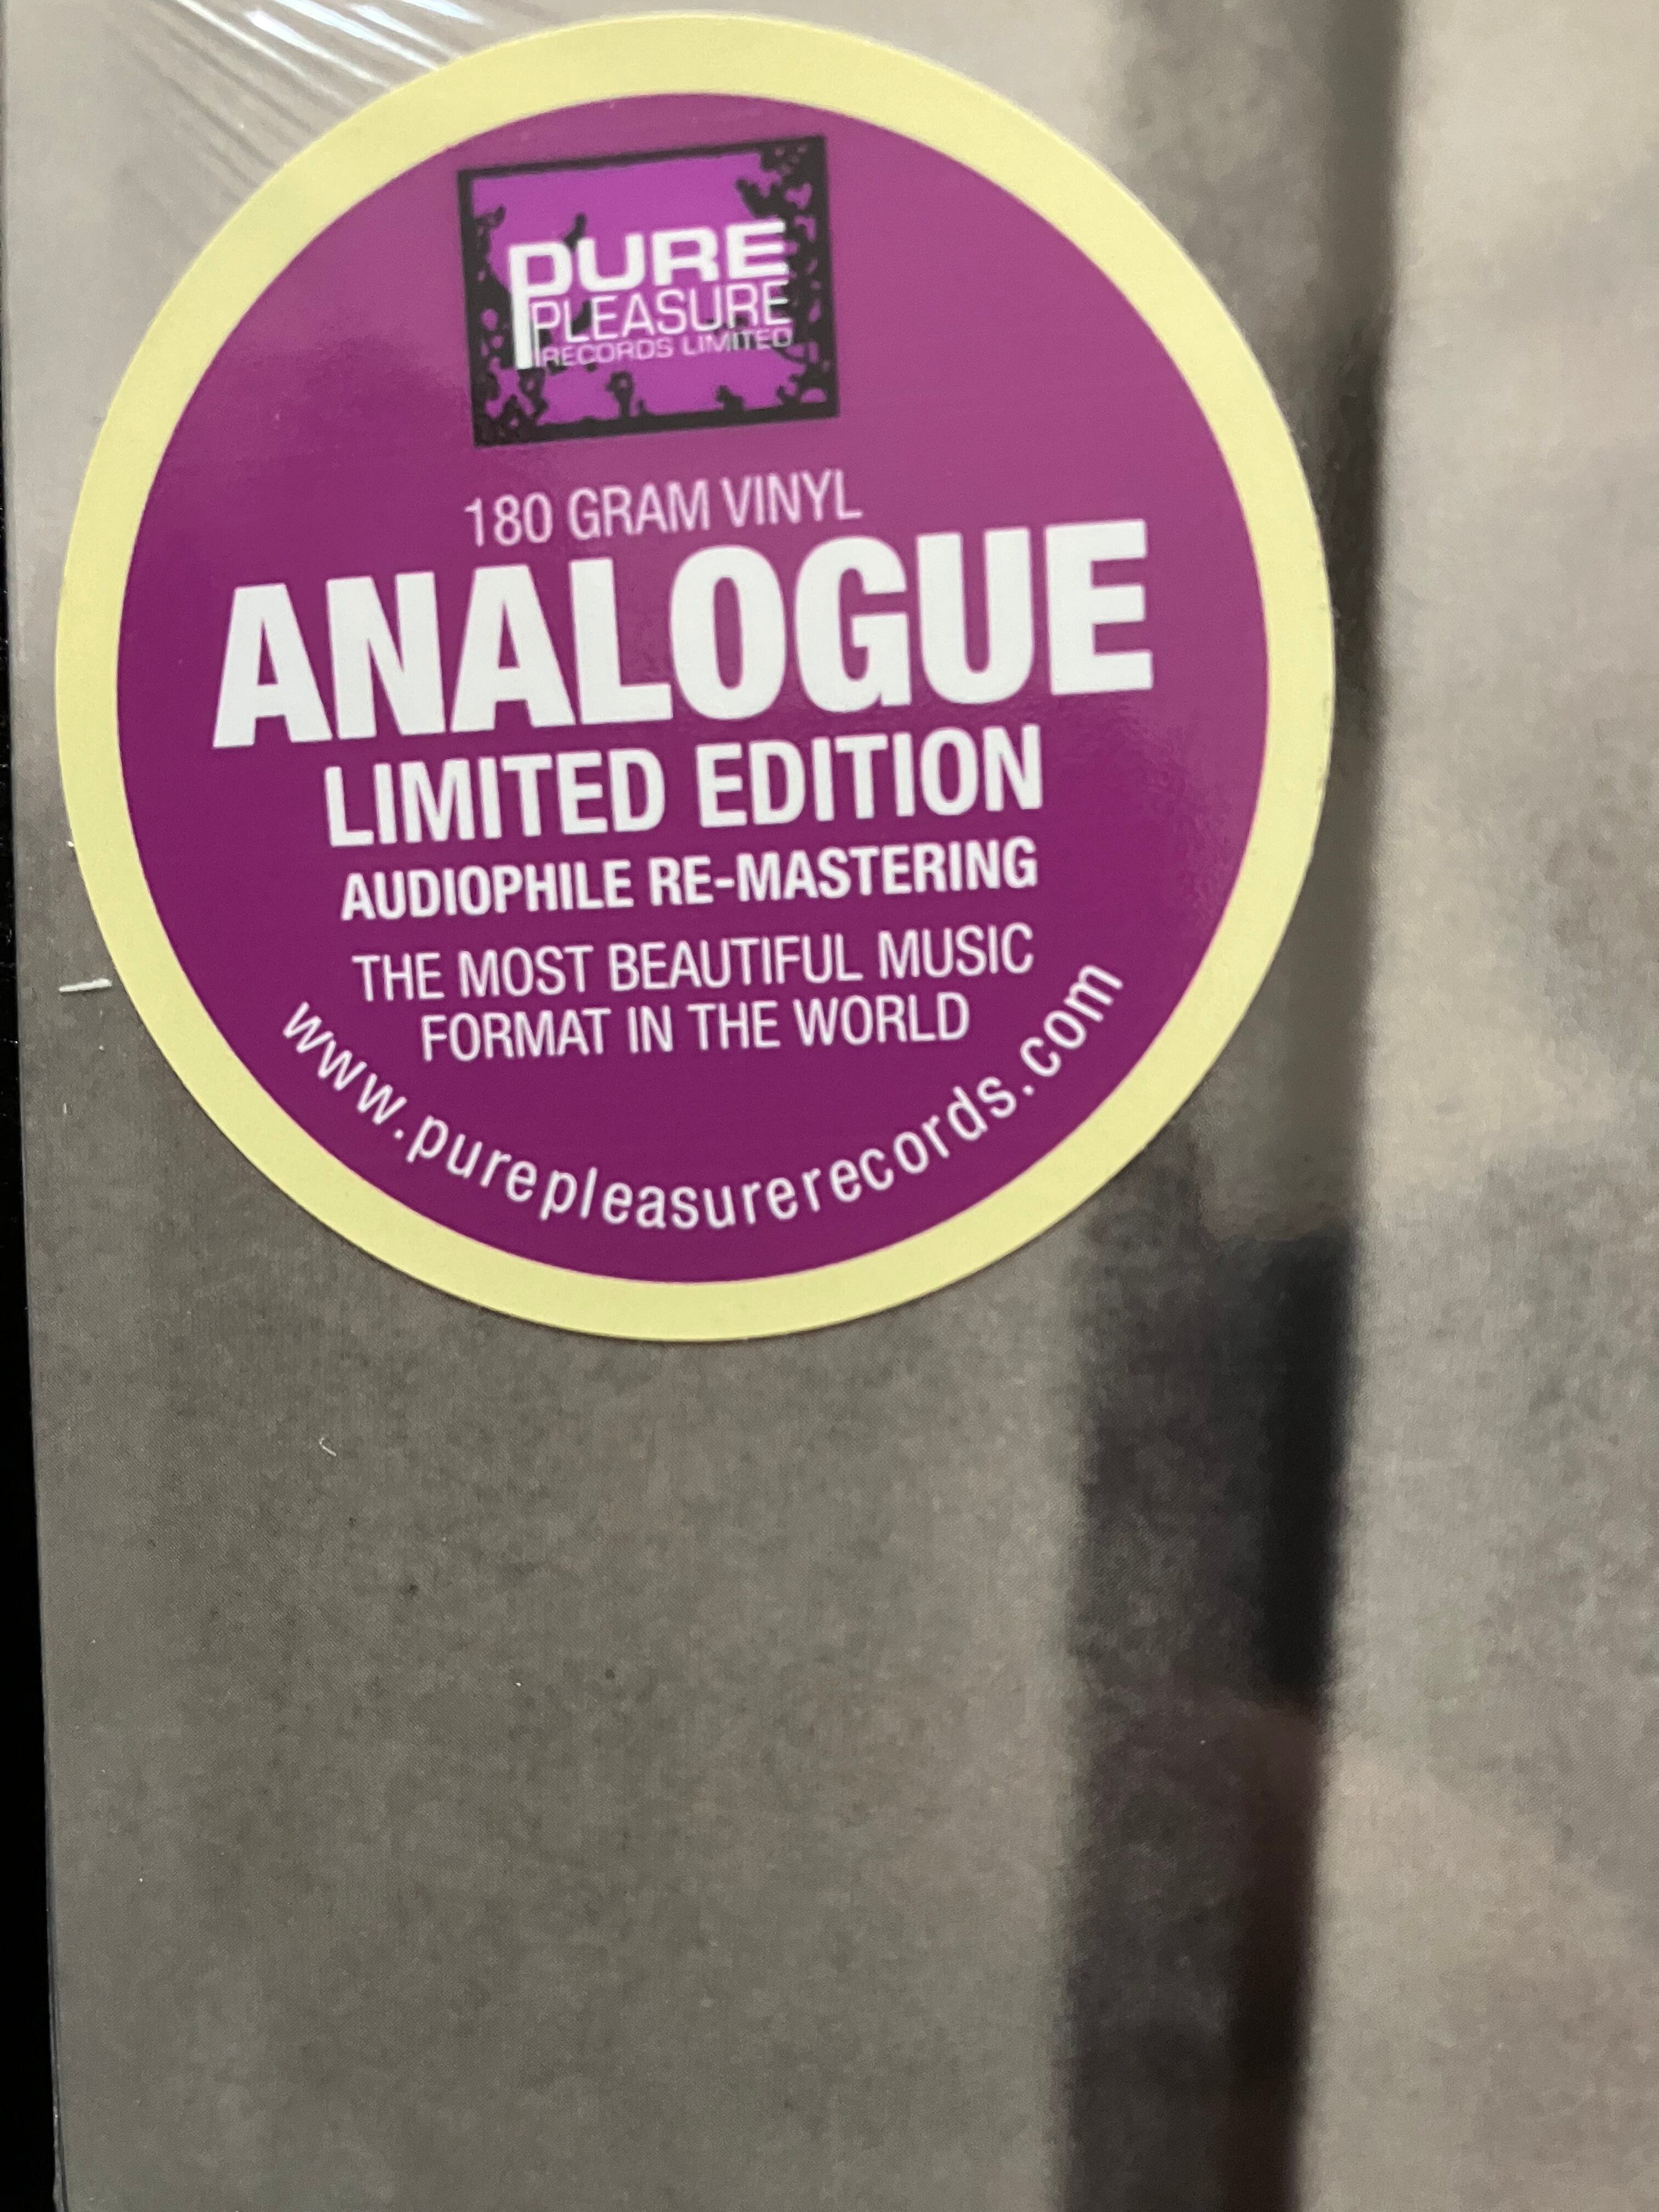 PURE
PLEASURE
RECORDS LIMITED
180 GRAM VINYL
ANALOGUE
LIMITED EDITION
AUDIOPHILE RE-MASTERING
THE MOST BEAUTIFUL MUSIC
FORMAT IN THE WORLD
www.purepleasurerecords.com